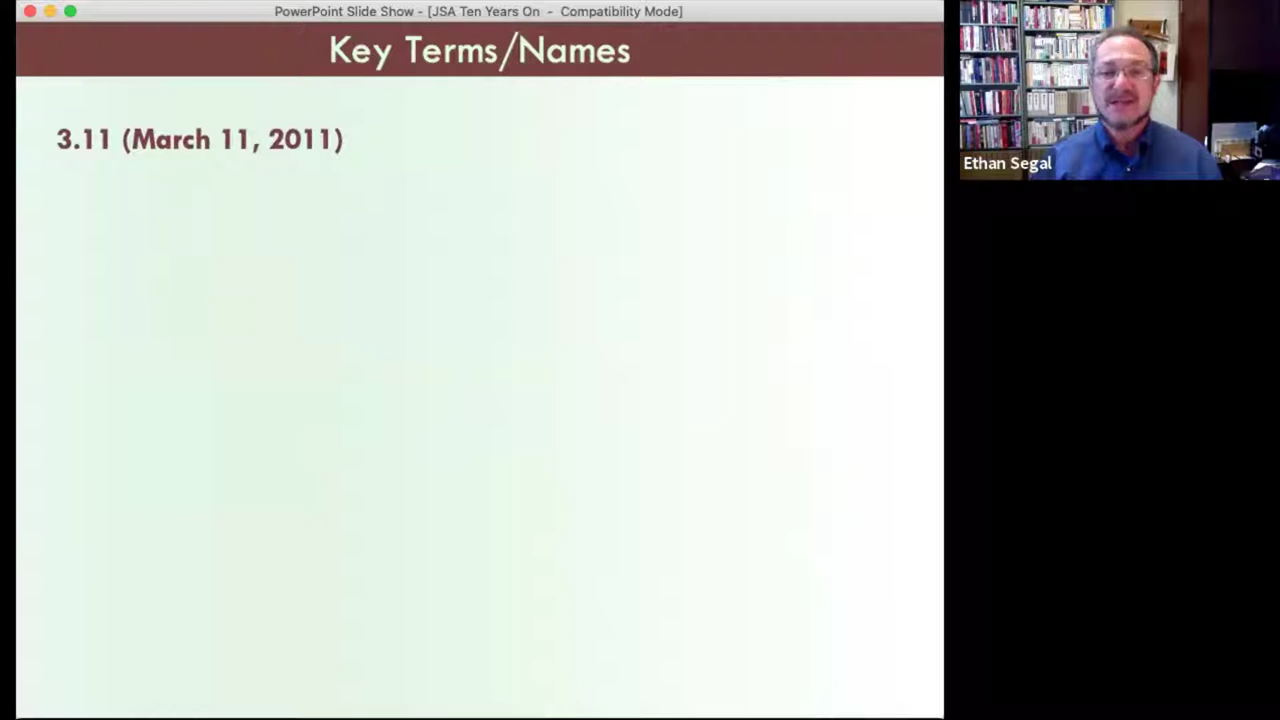 PowerPoint Slide Show - [JSA Ten Years On - Compatibility Mode]
Key Terms/Names
3.11 (March 11, 2011)
Ethan Segal